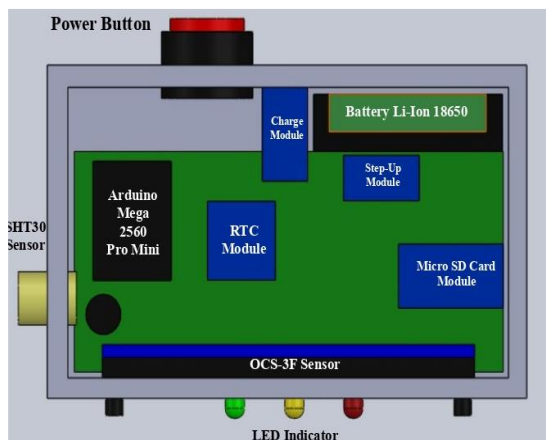 Power Button
Charge
Module
Battery Li-Ion 18650
Step-Up
Module
Arduino
Mega
2560
Pro Mini
SHT30
Sensor
RTC
Module
Micro SD Card
Module
OCS-3F Sensor
LED Indicator